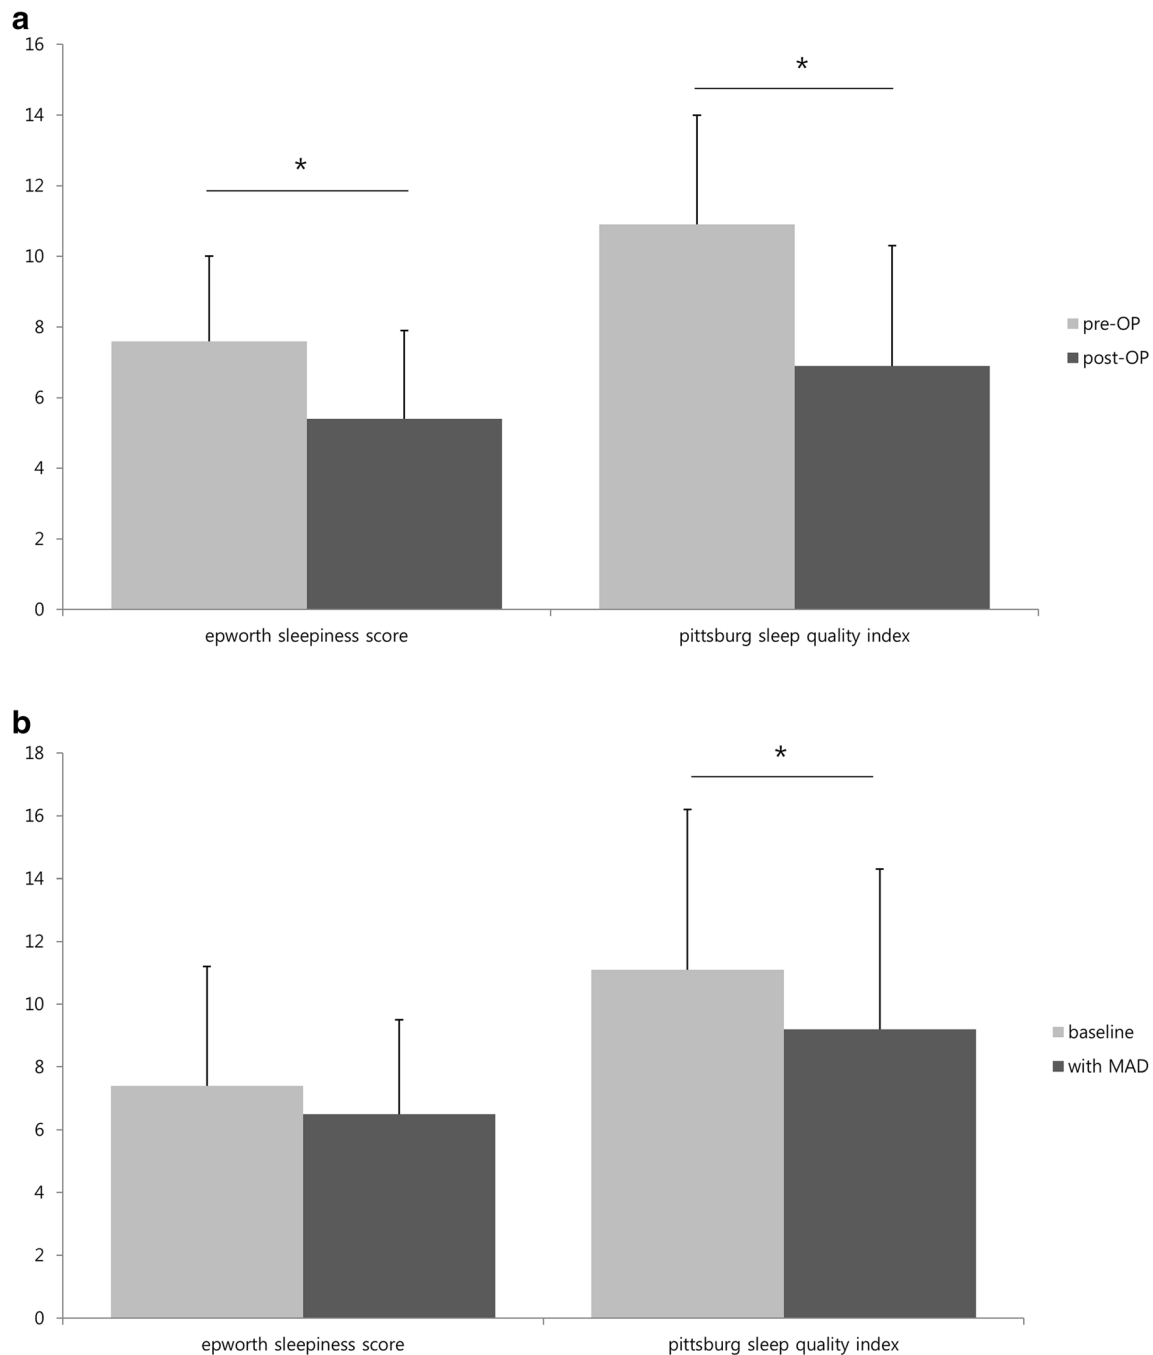 a
16
*
14
*
12
10
8
pre-OP
post-OP
6
4
2
0
epworth sleepiness score
pittsburg sleep quality index
b
18
*
16
14
12
10
baseline
8
with MAD
6
4
2
0
epworth sleepiness score
pittsburg sleep quality index